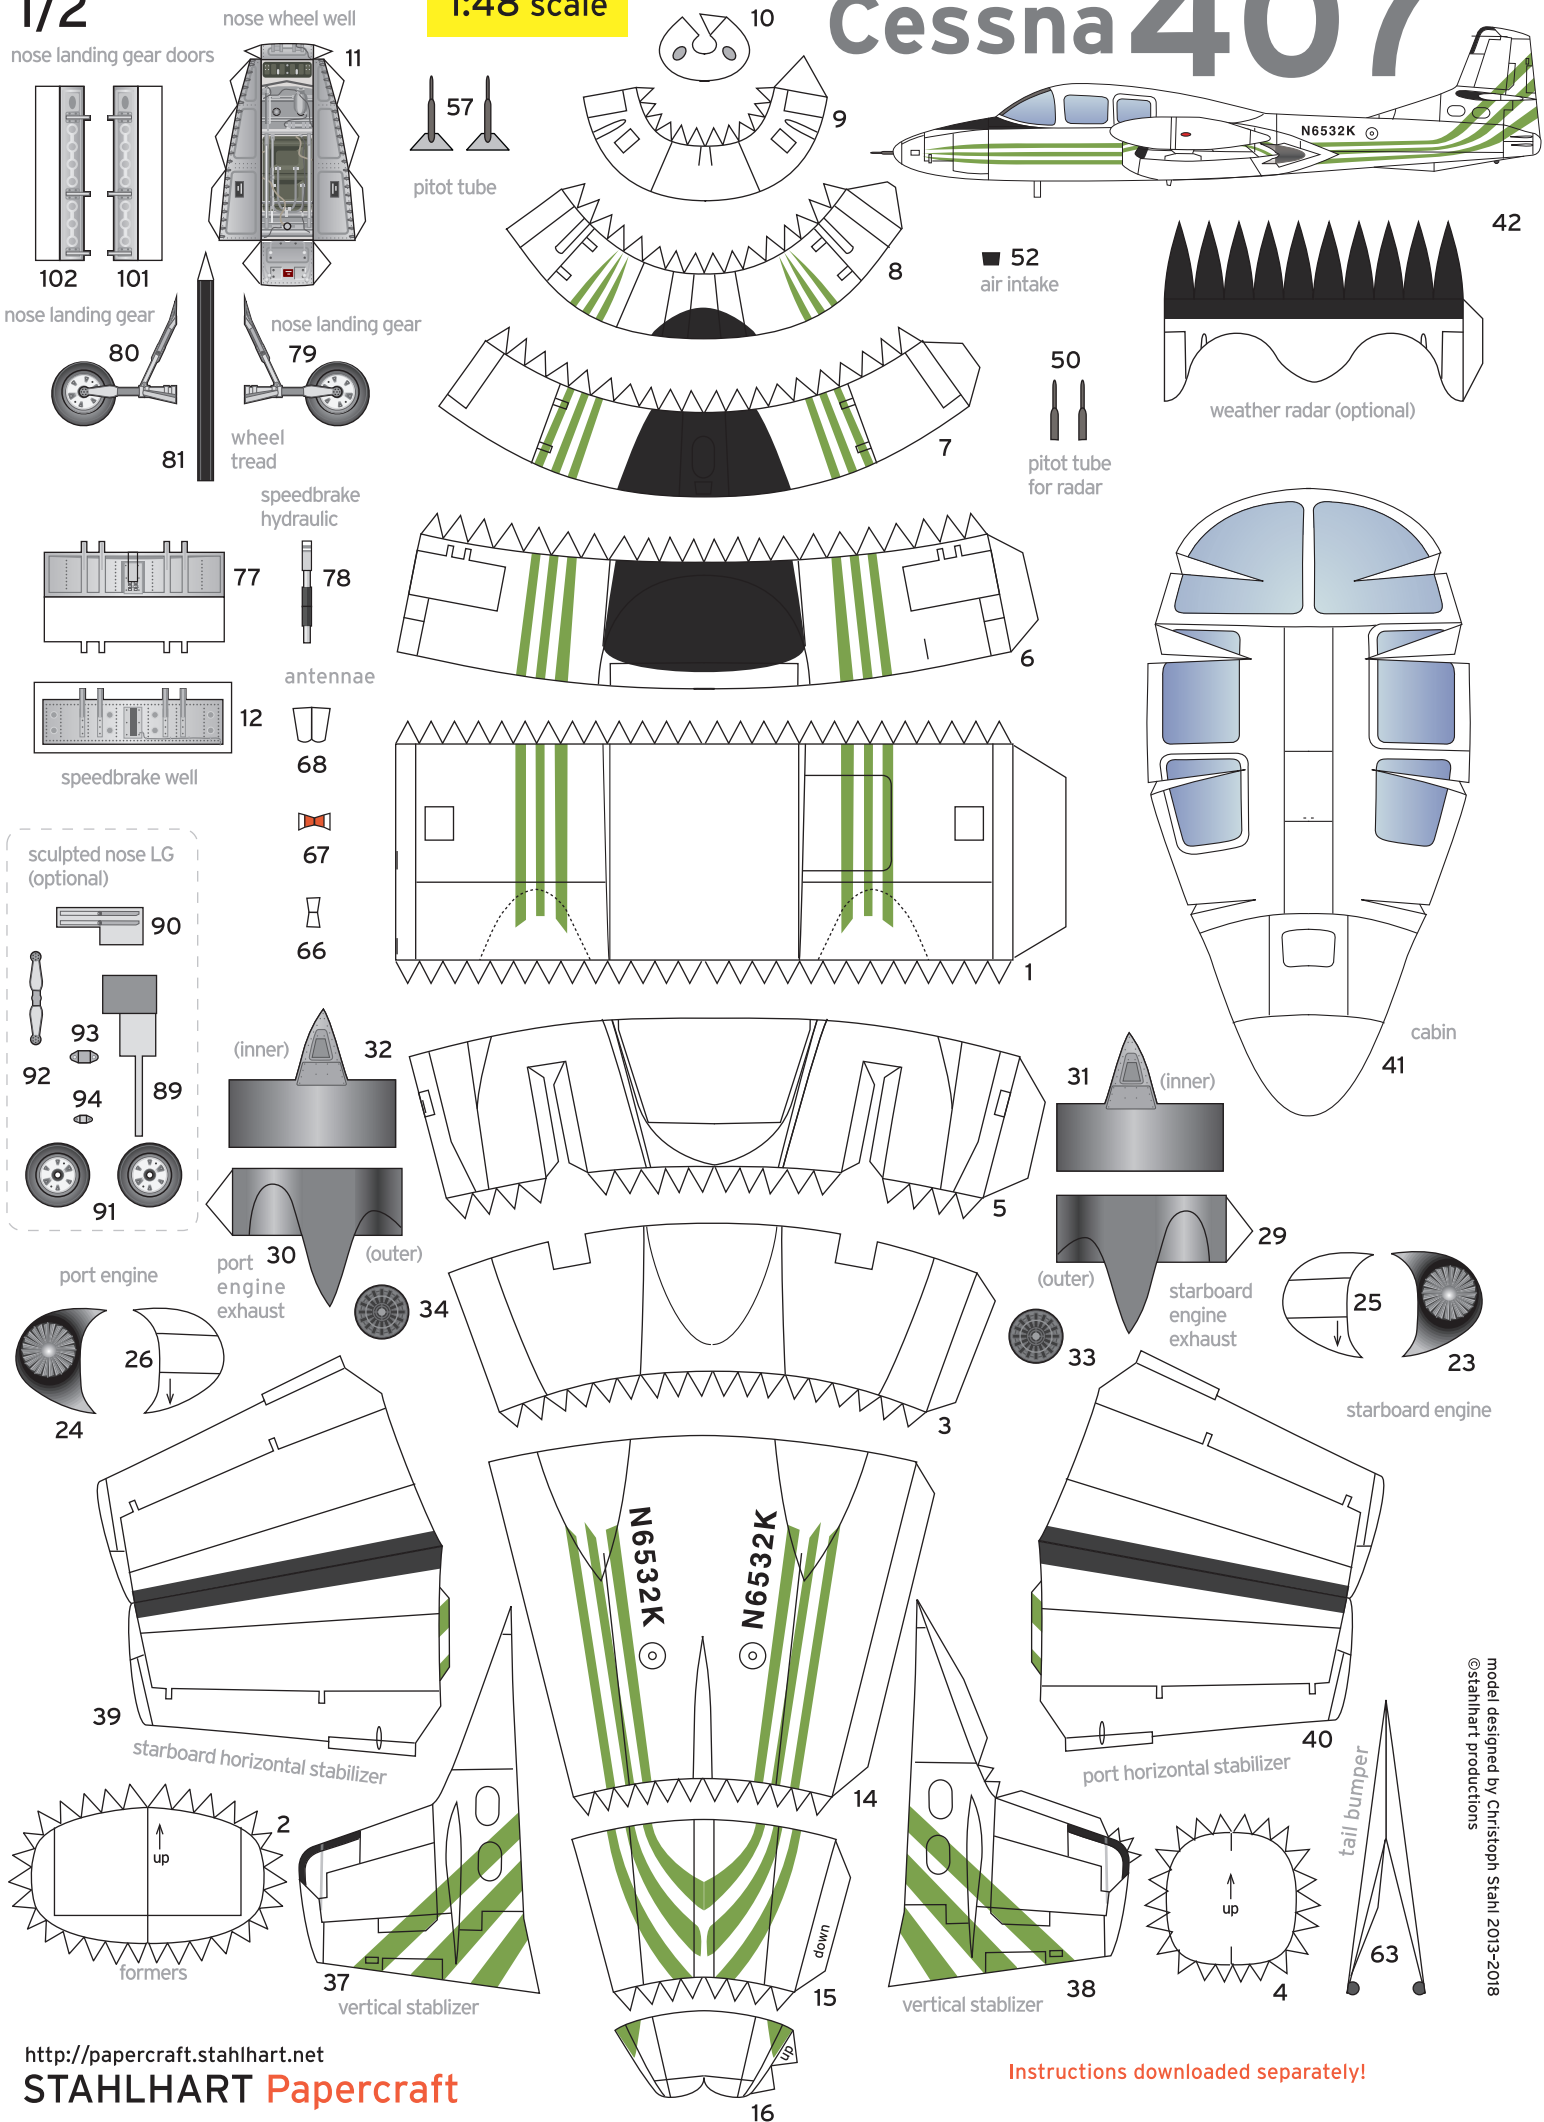 1/2
1:48 scale
Cessna 407
nose wheel well
nose landing gear doors
11
10
57
9
pitot tube
N6532K
42
8
52
air intake
102
101
nose landing gear
nose landing gear
80
79
50
weather radar (optional)
wheel
tread
81
7
pitot tube
for radar
speedbrake
hydraulic
77
78
6
antennae
12
68
speedbrake well
67
sculpted nose LG
(optional)
90
66
1
93
(inner)
32
cabin
92
94
89
31
(inner)
41
91
5
30
(outer)
port
engine
exhaust
29
(outer)
port engine
34
starboard
engine
exhaust
25
26
33
23
24
3
starboard engine
N6532K
N6532K
39
starboard horizontal stabilizer
40
port horizontal stabilizer
14
model designed by Christoph Stahl 2013-2018
©stahlhart productions
tail bumper
2
up
up
down
formers
37
vertical stablizer
15
38
vertical stablizer
4
63
up
16
http://papercraft.stahlhart.net
STAHLHART Papercraft
Instructions downloaded separately!